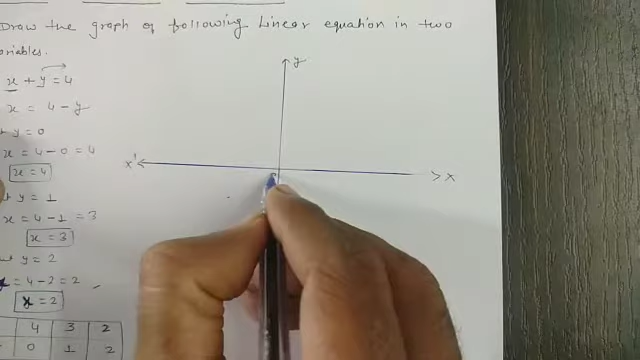 Draw the graph of following Linear equation in two
variables.
x + y = 4
x = 4 - y
y = 0
x = 4 - 0 = 4
x = 4
y = 1
x = 4 - 1 = 3
x = 3
y = 2
= 4 - 2 = 2
x = 2
4 3 2
0 1 2
y
x'
x